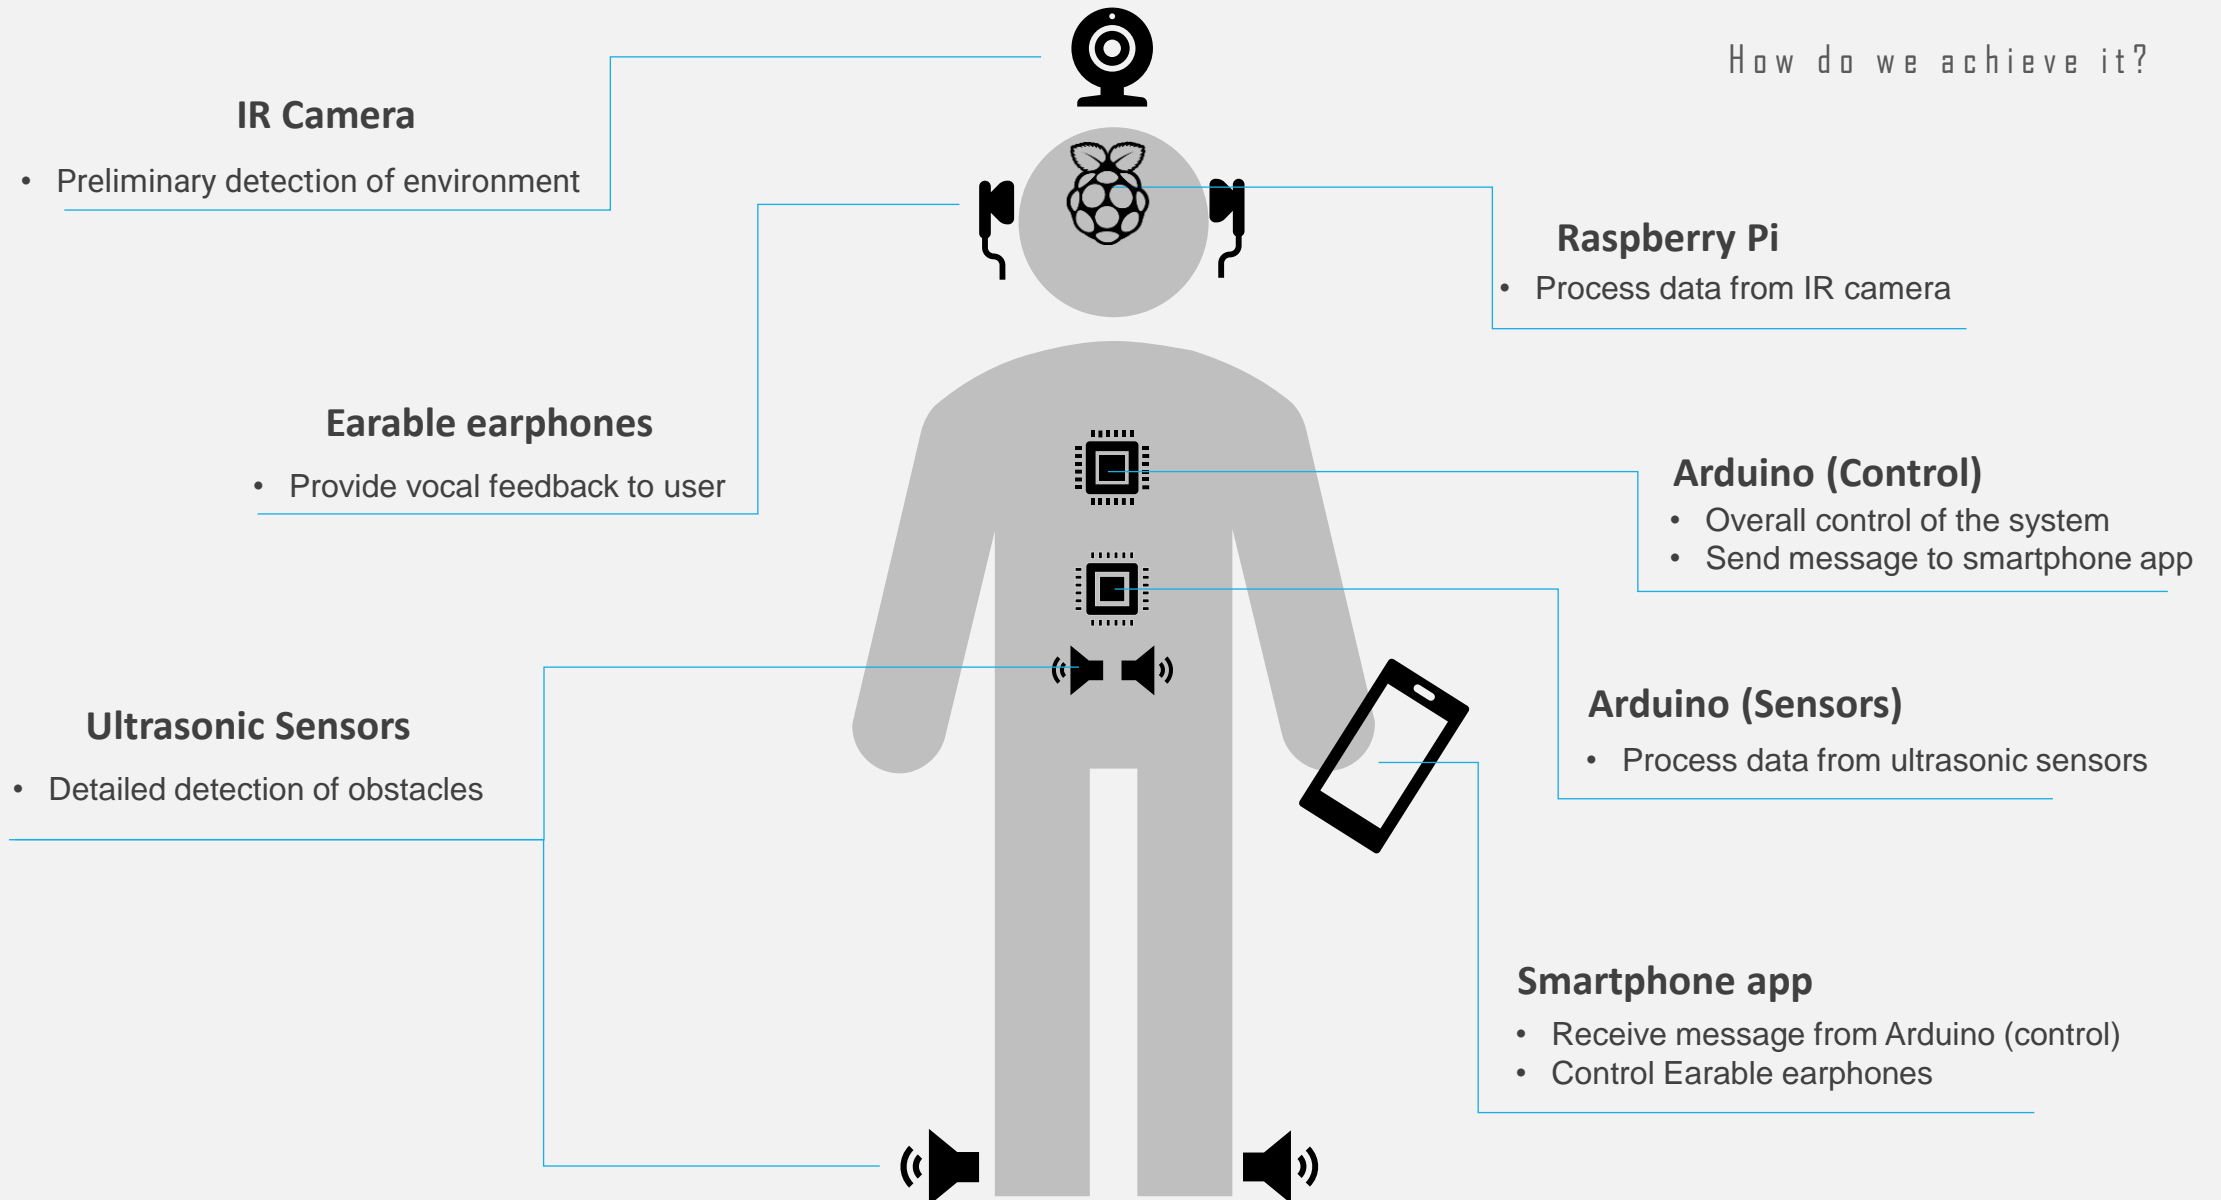 How do we achieve it?
IR Camera
• Preliminary detection of environment
Raspberry Pi
• Process data from IR camera
Earable earphones
• Provide vocal feedback to user
Arduino (Control)
• Overall control of the system
• Send message to smartphone app
Ultrasonic Sensors
• Detailed detection of obstacles
Arduino (Sensors)
• Process data from ultrasonic sensors
Smartphone app
• Receive message from Arduino (control)
• Control Earable earphones